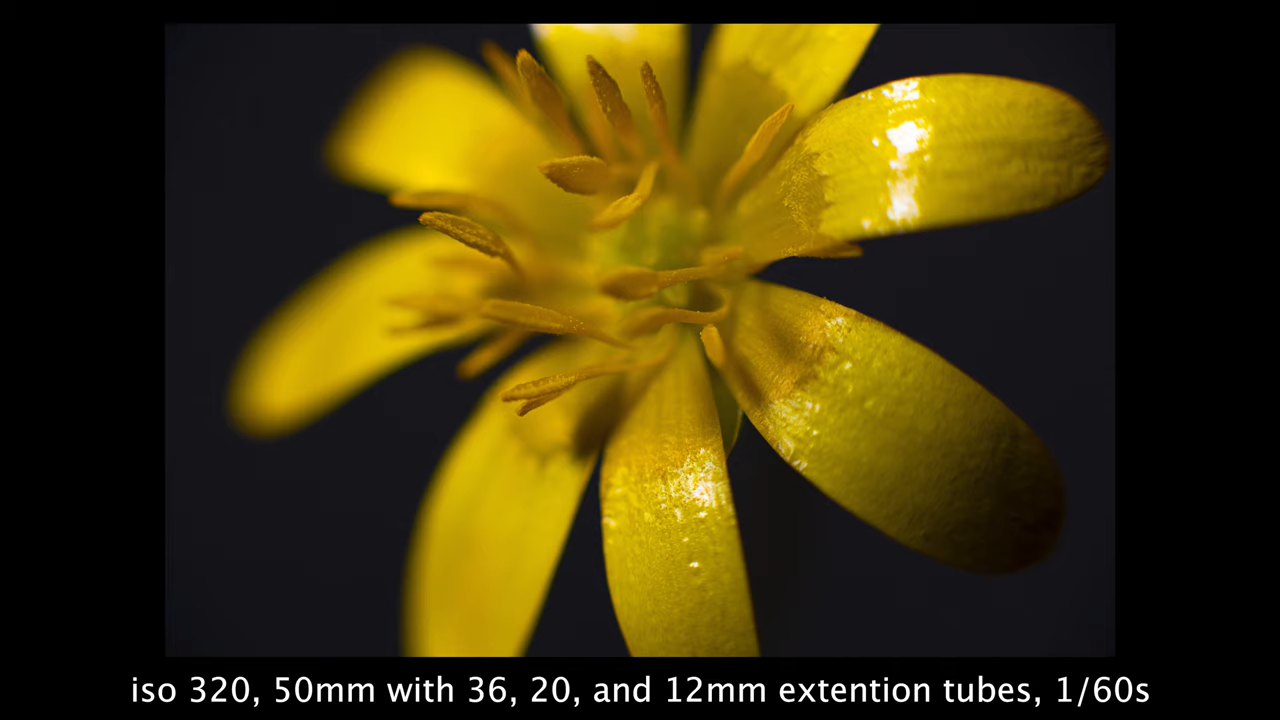 iso 320, 50mm with 36, 20, and 12mm extention tubes, 1/60s